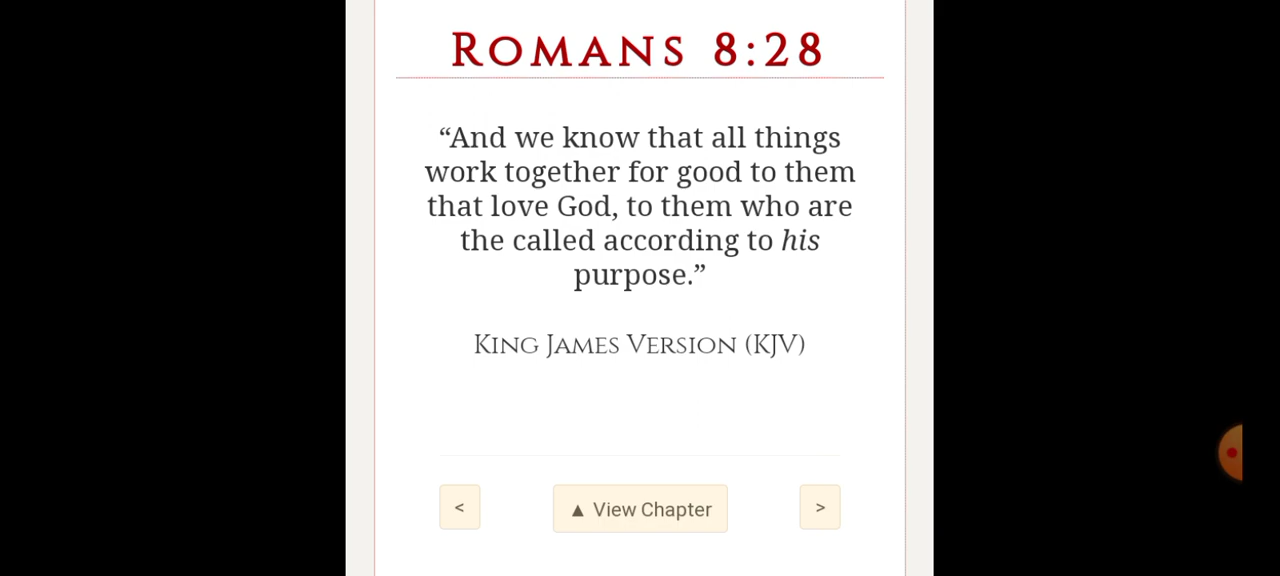 Romans 8:28
“And we know that all things
work together for good to them
that love God, to them who are
the called according to his
purpose.”
King James Version (KJV)
<
▲ View Chapter
>